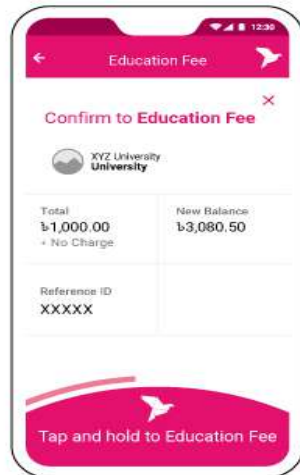 12:30
Education Fee
Confirm to Education Fee
XYZ University
University
Total
৳1,000.00
+ No Charge
New Balance
৳3,080.50
Reference ID
XXXXX
Tap and hold to Education Fee